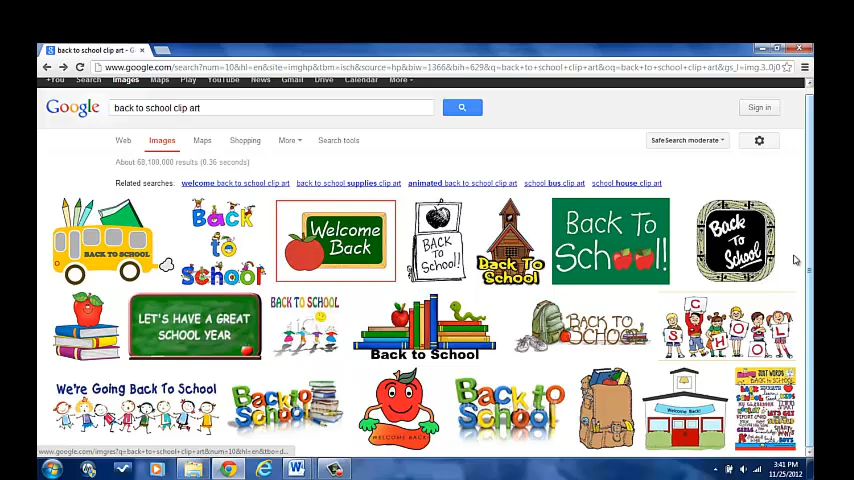 back to school clip art - G
www.google.com/search?num=10&hl=en&site=imghp&tbm=isch&source=hp&biw=1366&bih=629&q=back+to+school+clip+art&oq=back+to+school+clip+art&gs_l=img.3..0j0
+You Search Images Maps Play YouTube News Gmail Drive Calendar More
Google back to school clip art Sign in
Web Images Maps Shopping More Search tools SafeSearch moderate
About 68,100,000 results (0.36 seconds)
Related searches: welcome back to school clip art back to school supplies clip art animated back to school clip art school bus clip art school house clip art
BACK TO SCHOOL
Back
to
School
Welcome
Back
BACK
TO
SCHOOL!
Back To
School!
Back To
School!
Back
To
School
LET'S HAVE A GREAT
SCHOOL YEAR
BACK TO SCHOOL
Back to School
BACK TO
SCHOOL
SCHOOL
We're Going Back To School
Back to
School
WELCOME BACK
Back to
School
Welcome Back!
JUST WORDS
BACK TO SCHOOL
www.google.com/imgres?q=back+to+school+clip+art&num=10&hl=en&tbo=d...
3:41 PM
11/25/2012